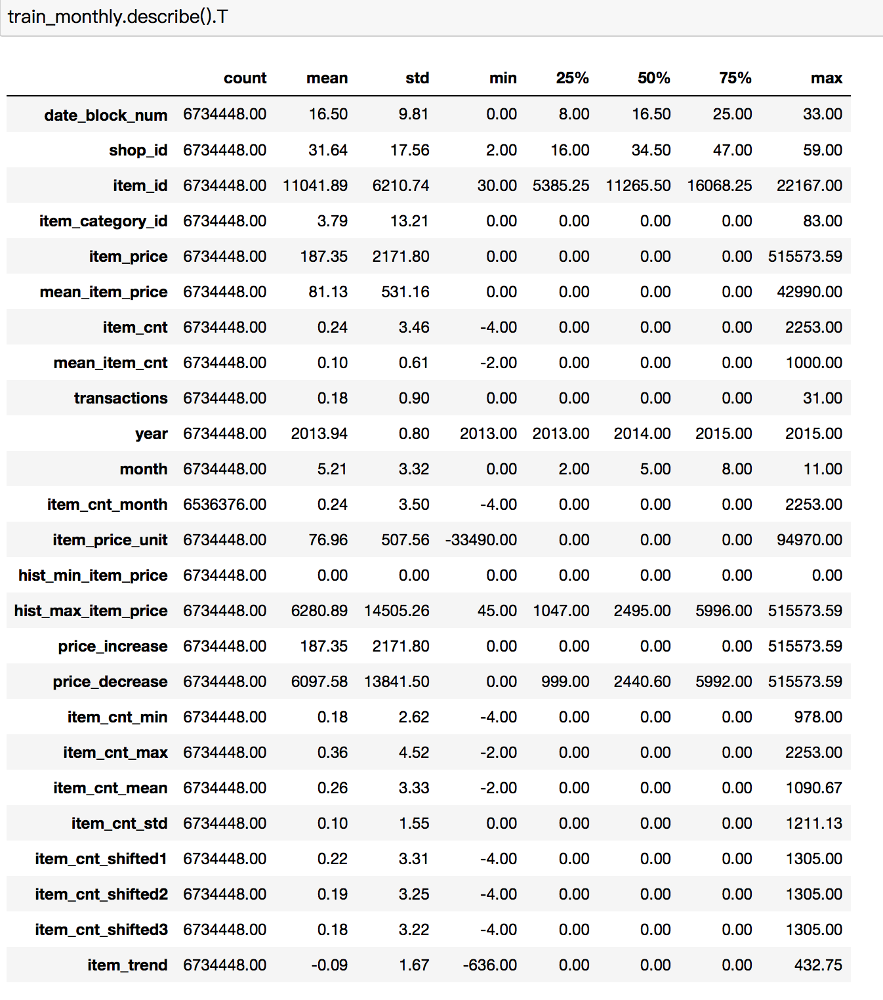 train_monthly.describe().T
count mean std min 25% 50% 75% max
date_block_num 6734448.00 16.50 9.81 0.00 8.00 16.50 25.00 33.00
shop_id 6734448.00 31.64 17.56 2.00 16.00 34.50 47.00 59.00
item_id 6734448.00 11041.89 6210.74 30.00 5385.25 11265.50 16068.25 22167.00
item_category_id 6734448.00 3.79 13.21 0.00 0.00 0.00 0.00 83.00
item_price 6734448.00 187.35 2171.80 0.00 0.00 0.00 0.00 515573.59
mean_item_price 6734448.00 81.13 531.16 0.00 0.00 0.00 0.00 42990.00
item_cnt 6734448.00 0.24 3.46 -4.00 0.00 0.00 0.00 2253.00
mean_item_cnt 6734448.00 0.10 0.61 -2.00 0.00 0.00 0.00 1000.00
transactions 6734448.00 0.18 0.90 0.00 0.00 0.00 0.00 31.00
year 6734448.00 2013.94 0.80 2013.00 2013.00 2014.00 2015.00 2015.00
month 6734448.00 5.21 3.32 0.00 2.00 5.00 8.00 11.00
item_cnt_month 6536376.00 0.24 3.50 -4.00 0.00 0.00 0.00 2253.00
item_price_unit 6734448.00 76.96 507.56 -33490.00 0.00 0.00 0.00 94970.00
hist_min_item_price 6734448.00 0.00 0.00 0.00 0.00 0.00 0.00 0.00
hist_max_item_price 6734448.00 6280.89 14505.26 45.00 1047.00 2495.00 5996.00 515573.59
price_increase 6734448.00 187.35 2171.80 0.00 0.00 0.00 0.00 515573.59
price_decrease 6734448.00 6097.58 13841.50 0.00 999.00 2440.60 5992.00 515573.59
item_cnt_min 6734448.00 0.18 2.62 -4.00 0.00 0.00 0.00 978.00
item_cnt_max 6734448.00 0.36 4.52 -2.00 0.00 0.00 0.00 2253.00
item_cnt_mean 6734448.00 0.26 3.33 -2.00 0.00 0.00 0.00 1090.67
item_cnt_std 6734448.00 0.10 1.55 0.00 0.00 0.00 0.00 1211.13
item_cnt_shifted1 6734448.00 0.22 3.31 -4.00 0.00 0.00 0.00 1305.00
item_cnt_shifted2 6734448.00 0.19 3.25 -4.00 0.00 0.00 0.00 1305.00
item_cnt_shifted3 6734448.00 0.18 3.22 -4.00 0.00 0.00 0.00 1305.00
item_trend 6734448.00 -0.09 1.67 -636.00 0.00 0.00 0.00 432.75